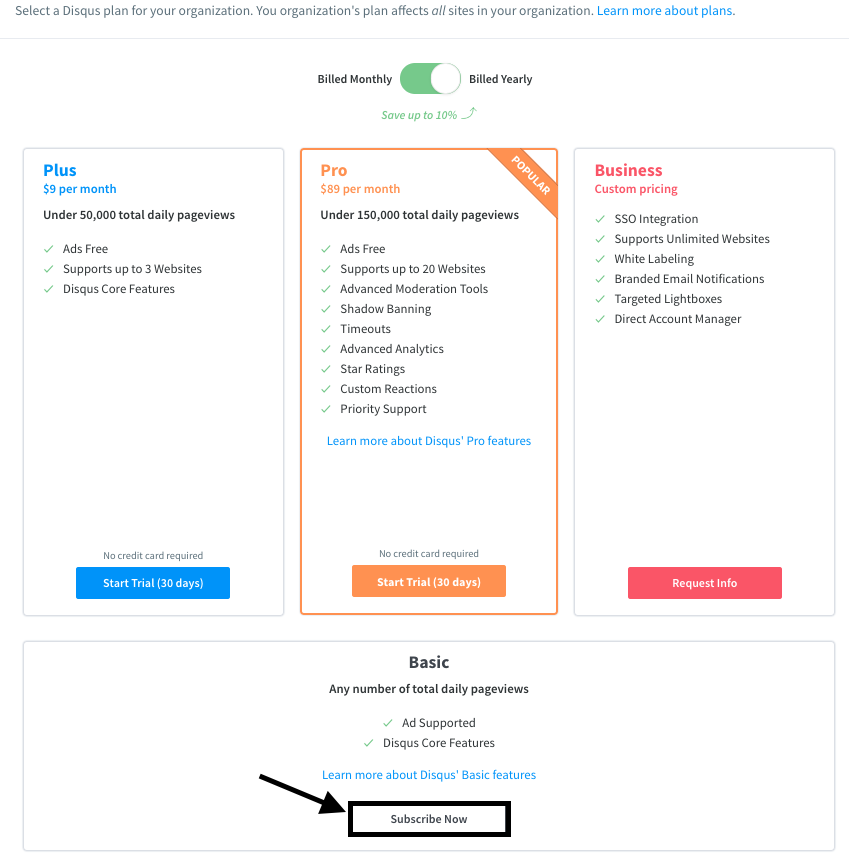 Select a Disqus plan for your organization. You organization's plan affects all sites in your organization. Learn more about plans.
Billed Monthly
Billed Yearly
Save up to 10%
Plus
$9 per month
Under 50,000 total daily pageviews
Ads Free
Supports up to 3 Websites
Disqus Core Features
No credit card required
Start Trial (30 days)
POPULAR
Pro
$89 per month
Under 150,000 total daily pageviews
Ads Free
Supports up to 20 Websites
Advanced Moderation Tools
Shadow Banning
Timeouts
Advanced Analytics
Star Ratings
Custom Reactions
Priority Support
Learn more about Disqus' Pro features
No credit card required
Start Trial (30 days)
Business
Custom pricing
SSO Integration
Supports Unlimited Websites
White Labeling
Branded Email Notifications
Targeted Lightboxes
Direct Account Manager
Request Info
Basic
Any number of total daily pageviews
Ad Supported
Disqus Core Features
Learn more about Disqus' Basic features
Subscribe Now